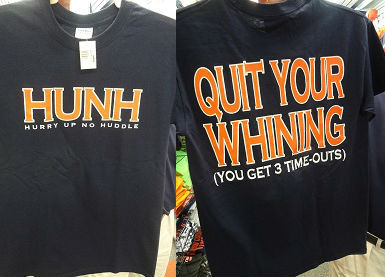 HUNH
HURRY UP NO HUDDLE
QUIT YOUR
WHINING
(YOU GET 3 TIME-OUTS)